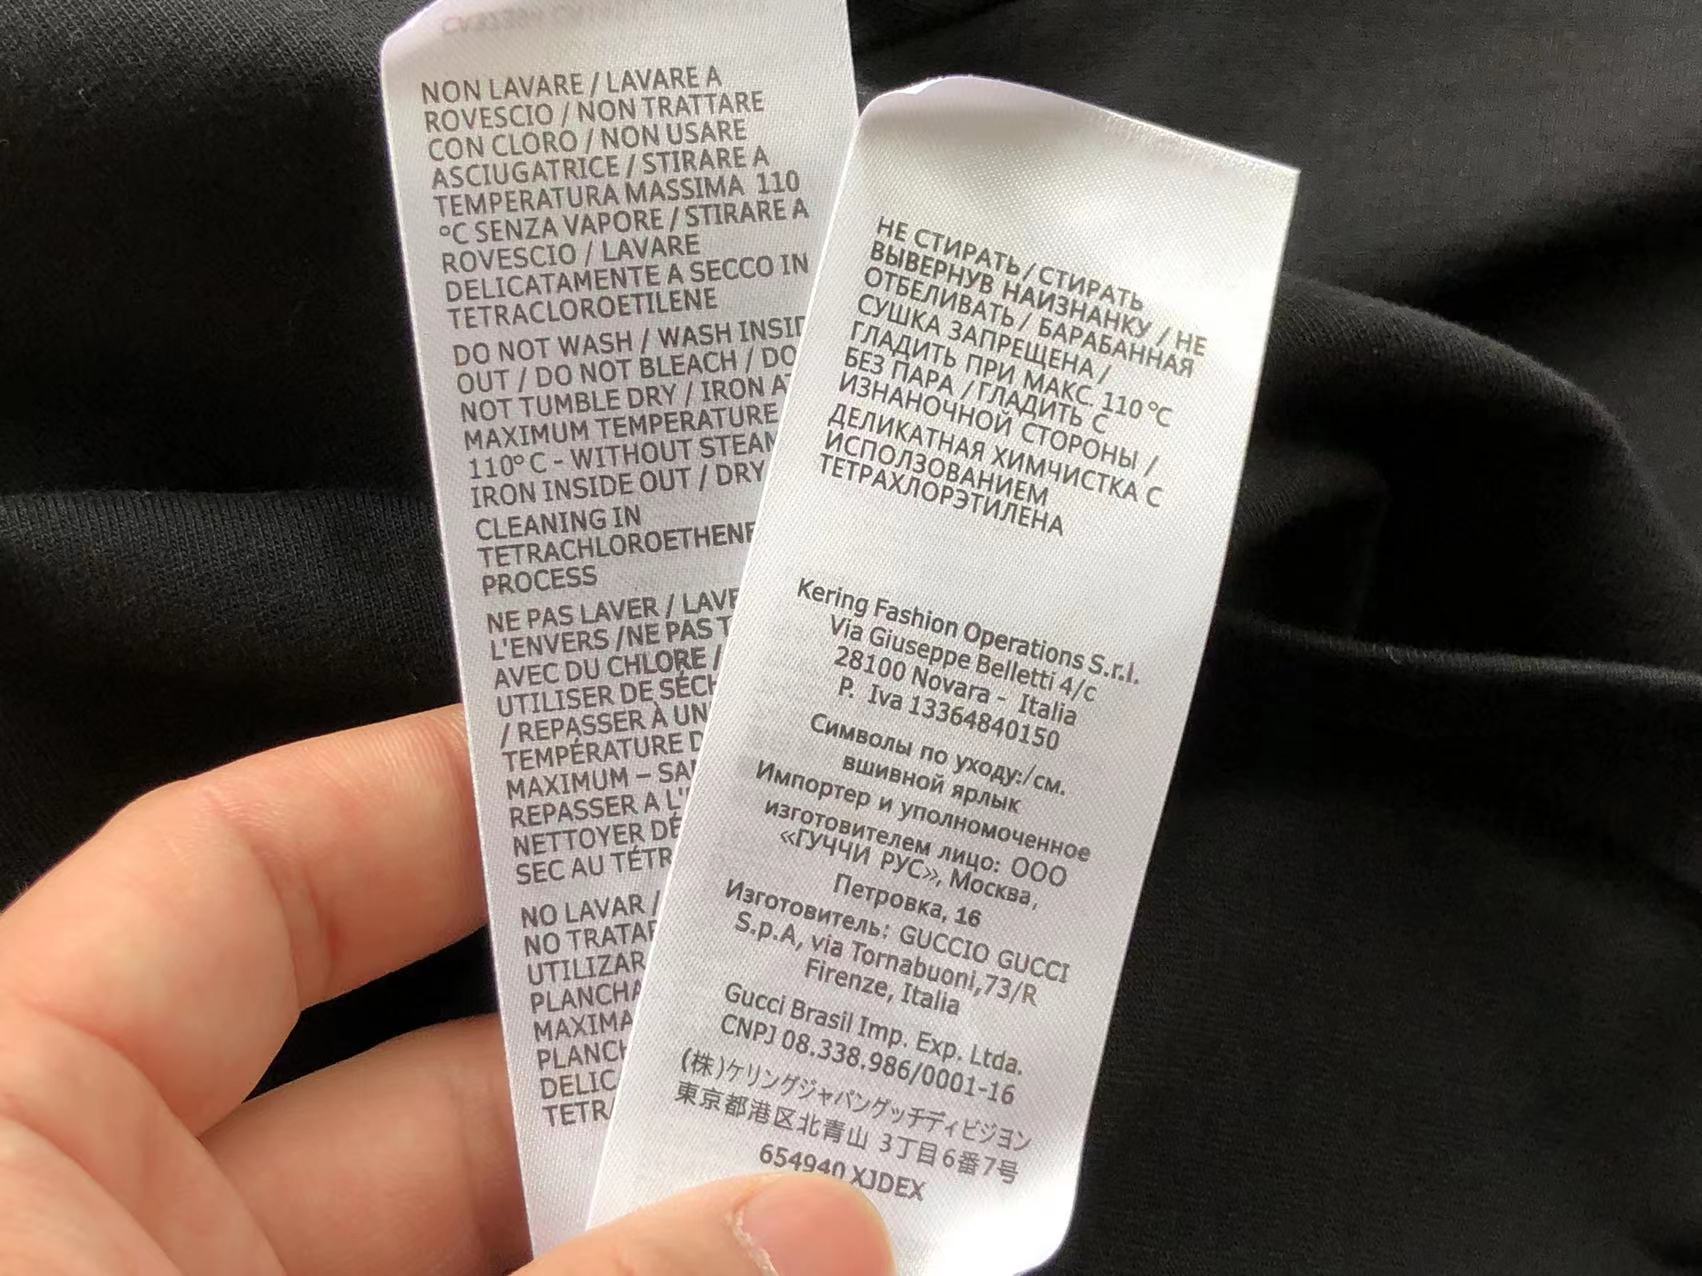 NON LAVARE / LAVARE A
ROVESCIO / NON TRATTARE
CON CLORO / NON USARE
ASCIUGATRICE / STIRARE A
TEMPERATURA MASSIMA 110
°C SENZA VAPORE / STIRARE A
ROVESCIO / LAVARE
DELICATAMENTE A SECCO IN
TETRACLOROETILENE
DO NOT WASH / WASH INSID
OUT / DO NOT BLEACH / DO
NOT TUMBLE DRY / IRON AT
MAXIMUM TEMPERATURE
110° C - WITHOUT STEAM
IRON INSIDE OUT / DRY
CLEANING IN
TETRACHLOROETHENE
PROCESS
NE PAS LAVER / LAVE
L'ENVERS /NE PAS T
AVEC DU CHLORE /
UTILISER DE SÉCH
/ REPASSER À UN
TEMPÉRATURE D
MAXIMUM – SAN
REPASSER A L'
NETTOYER DÉ
SEC AU TÉTR
NO LAVAR /
NO TRATAR
UTILIZAR
PLANCHA
MAXIMA
PLANCH
DELIC
TETRA
НЕ СТИРАТЬ / СТИРАТЬ
ВЫВЕРНУВ НАИЗНАНКУ / НЕ
ОТБЕЛИВАТЬ / БАРАБАННАЯ
СУШКА ЗАПРЕЩЕНА /
ГЛАДИТЬ ПРИ МАКС. 110 °C
БЕЗ ПАРА / ГЛАДИТЬ С
ИЗНАНОЧНОЙ СТОРОНЫ /
ДЕЛИКАТНАЯ ХИМЧИСТКА С
ИСПОЛЗОВАНИЕМ
ТЕТРАХЛОРЭТИЛЕНА
Kering Fashion Operations S.r.l.
Via Giuseppe Belletti 4/c
28100 Novara - Italia
P. Iva 13364840150
Символы по уходу:/см.
вшивной ярлык
Импортер и уполномоченное
изготовителем лицо: ООО
«ГУЧЧИ РУС», Москва,
Петровка, 16
Изготовитель: GUCCIO GUCCI
S.p.A, via Tornabuoni,73/R
Firenze, Italia
Gucci Brasil Imp. Exp. Ltda.
CNPJ 08.338.986/0001-16
(株)ケリングジャパングッチディビジヨン
東京都港区北青山 3丁目6番7号
654940 XJDEX